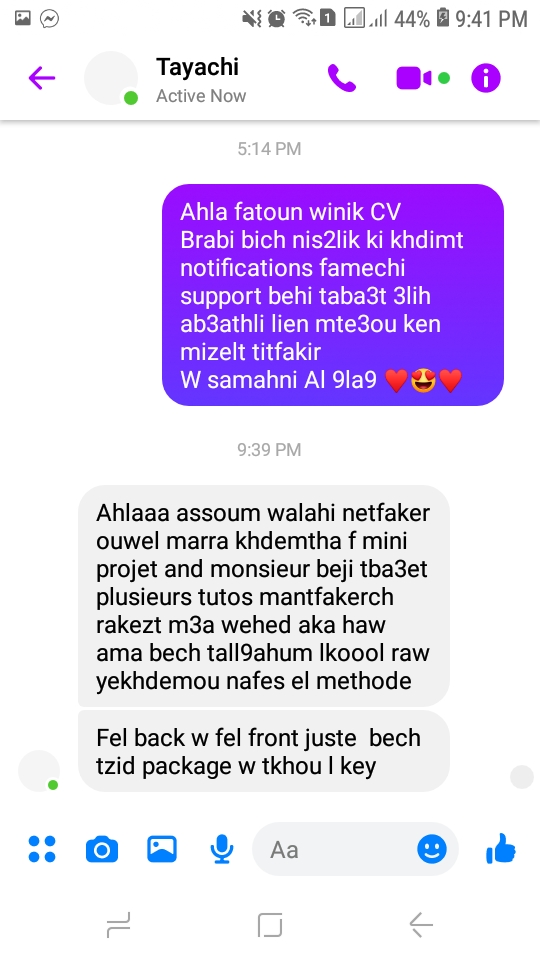 44% 9:41 PM
Tayachi
Active Now
5:14 PM
Ahla fatoun winik CV
Brabi bich nis2lik ki khdimt
notifications famechi
support behi taba3t 3lih
ab3athli lien mte3ou ken
mizelt titfakir
W samahni Al 9la9 ❤️😍❤️
9:39 PM
Ahlaaa assoum walahi netfaker
ouwel marra khdemtha f mini
projet and monsieur beji tba3et
plusieurs tutos mantfakerch
rakezt m3a wehed aka haw
ama bech tall9ahum lkoool raw
yekhdemou nafes el methode
Fel back w fel front juste  bech
tzid package w tkhou l key
Aa